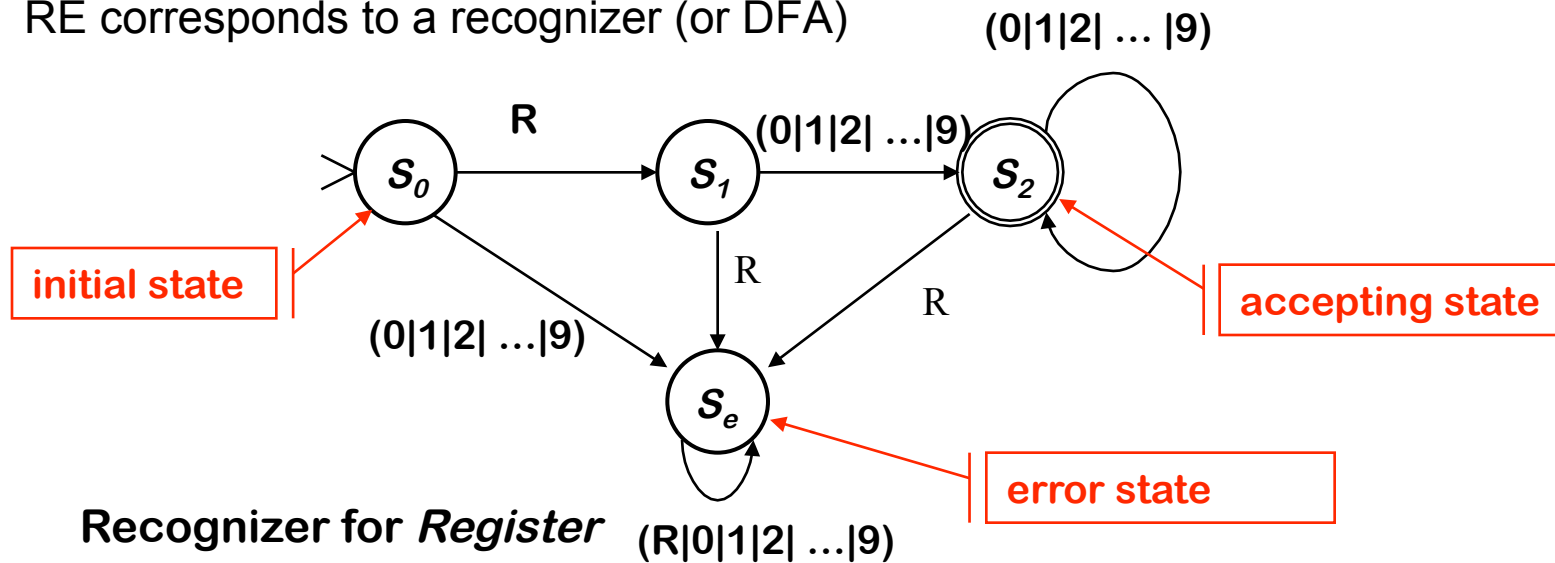 RE corresponds to a recognizer (or DFA)
(0|1|2| … |9)
R
(0|1|2| …|9)
S0
S1
S2
initial state
R
R
accepting state
(0|1|2| …|9)
Se
error state
Recognizer for Register
(R|0|1|2| …|9)